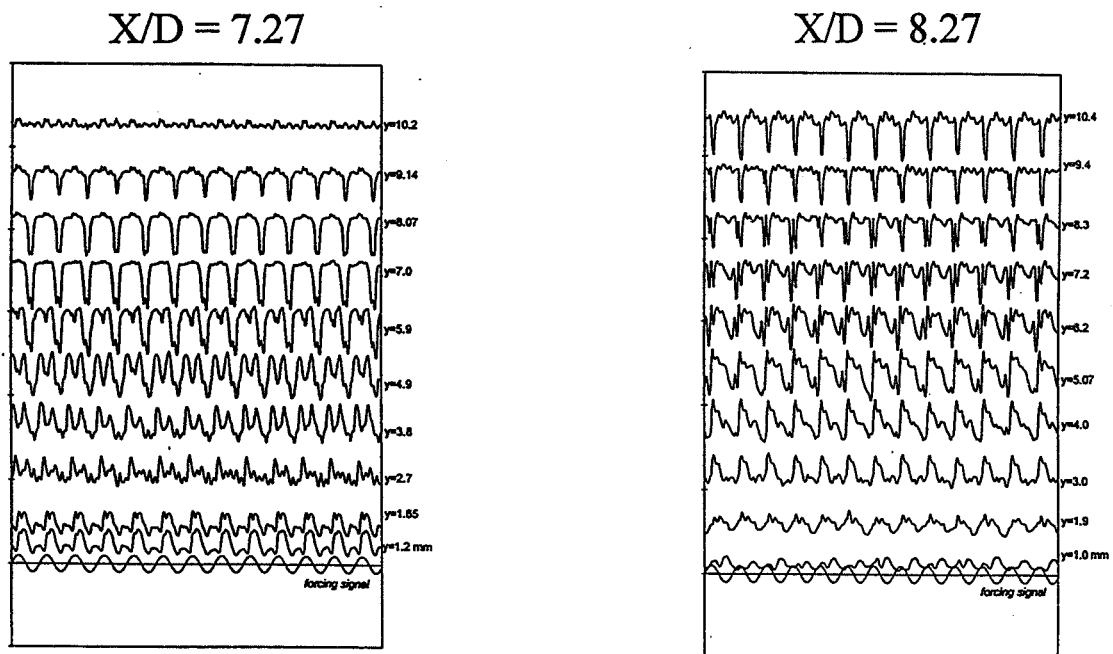 X/D = 7.27
y=10.2
y=9.14
y=8.07
y=7.0
y=5.9
y=4.9
y=3.8
y=2.7
y=1.65
y=1.2 mm
forcing signal
X/D = 8.27
y=10.4
y=9.4
y=8.3
y=7.2
y=6.2
y=5.07
y=4.0
y=3.0
y=1.9
y=1.0 mm
forcing signal